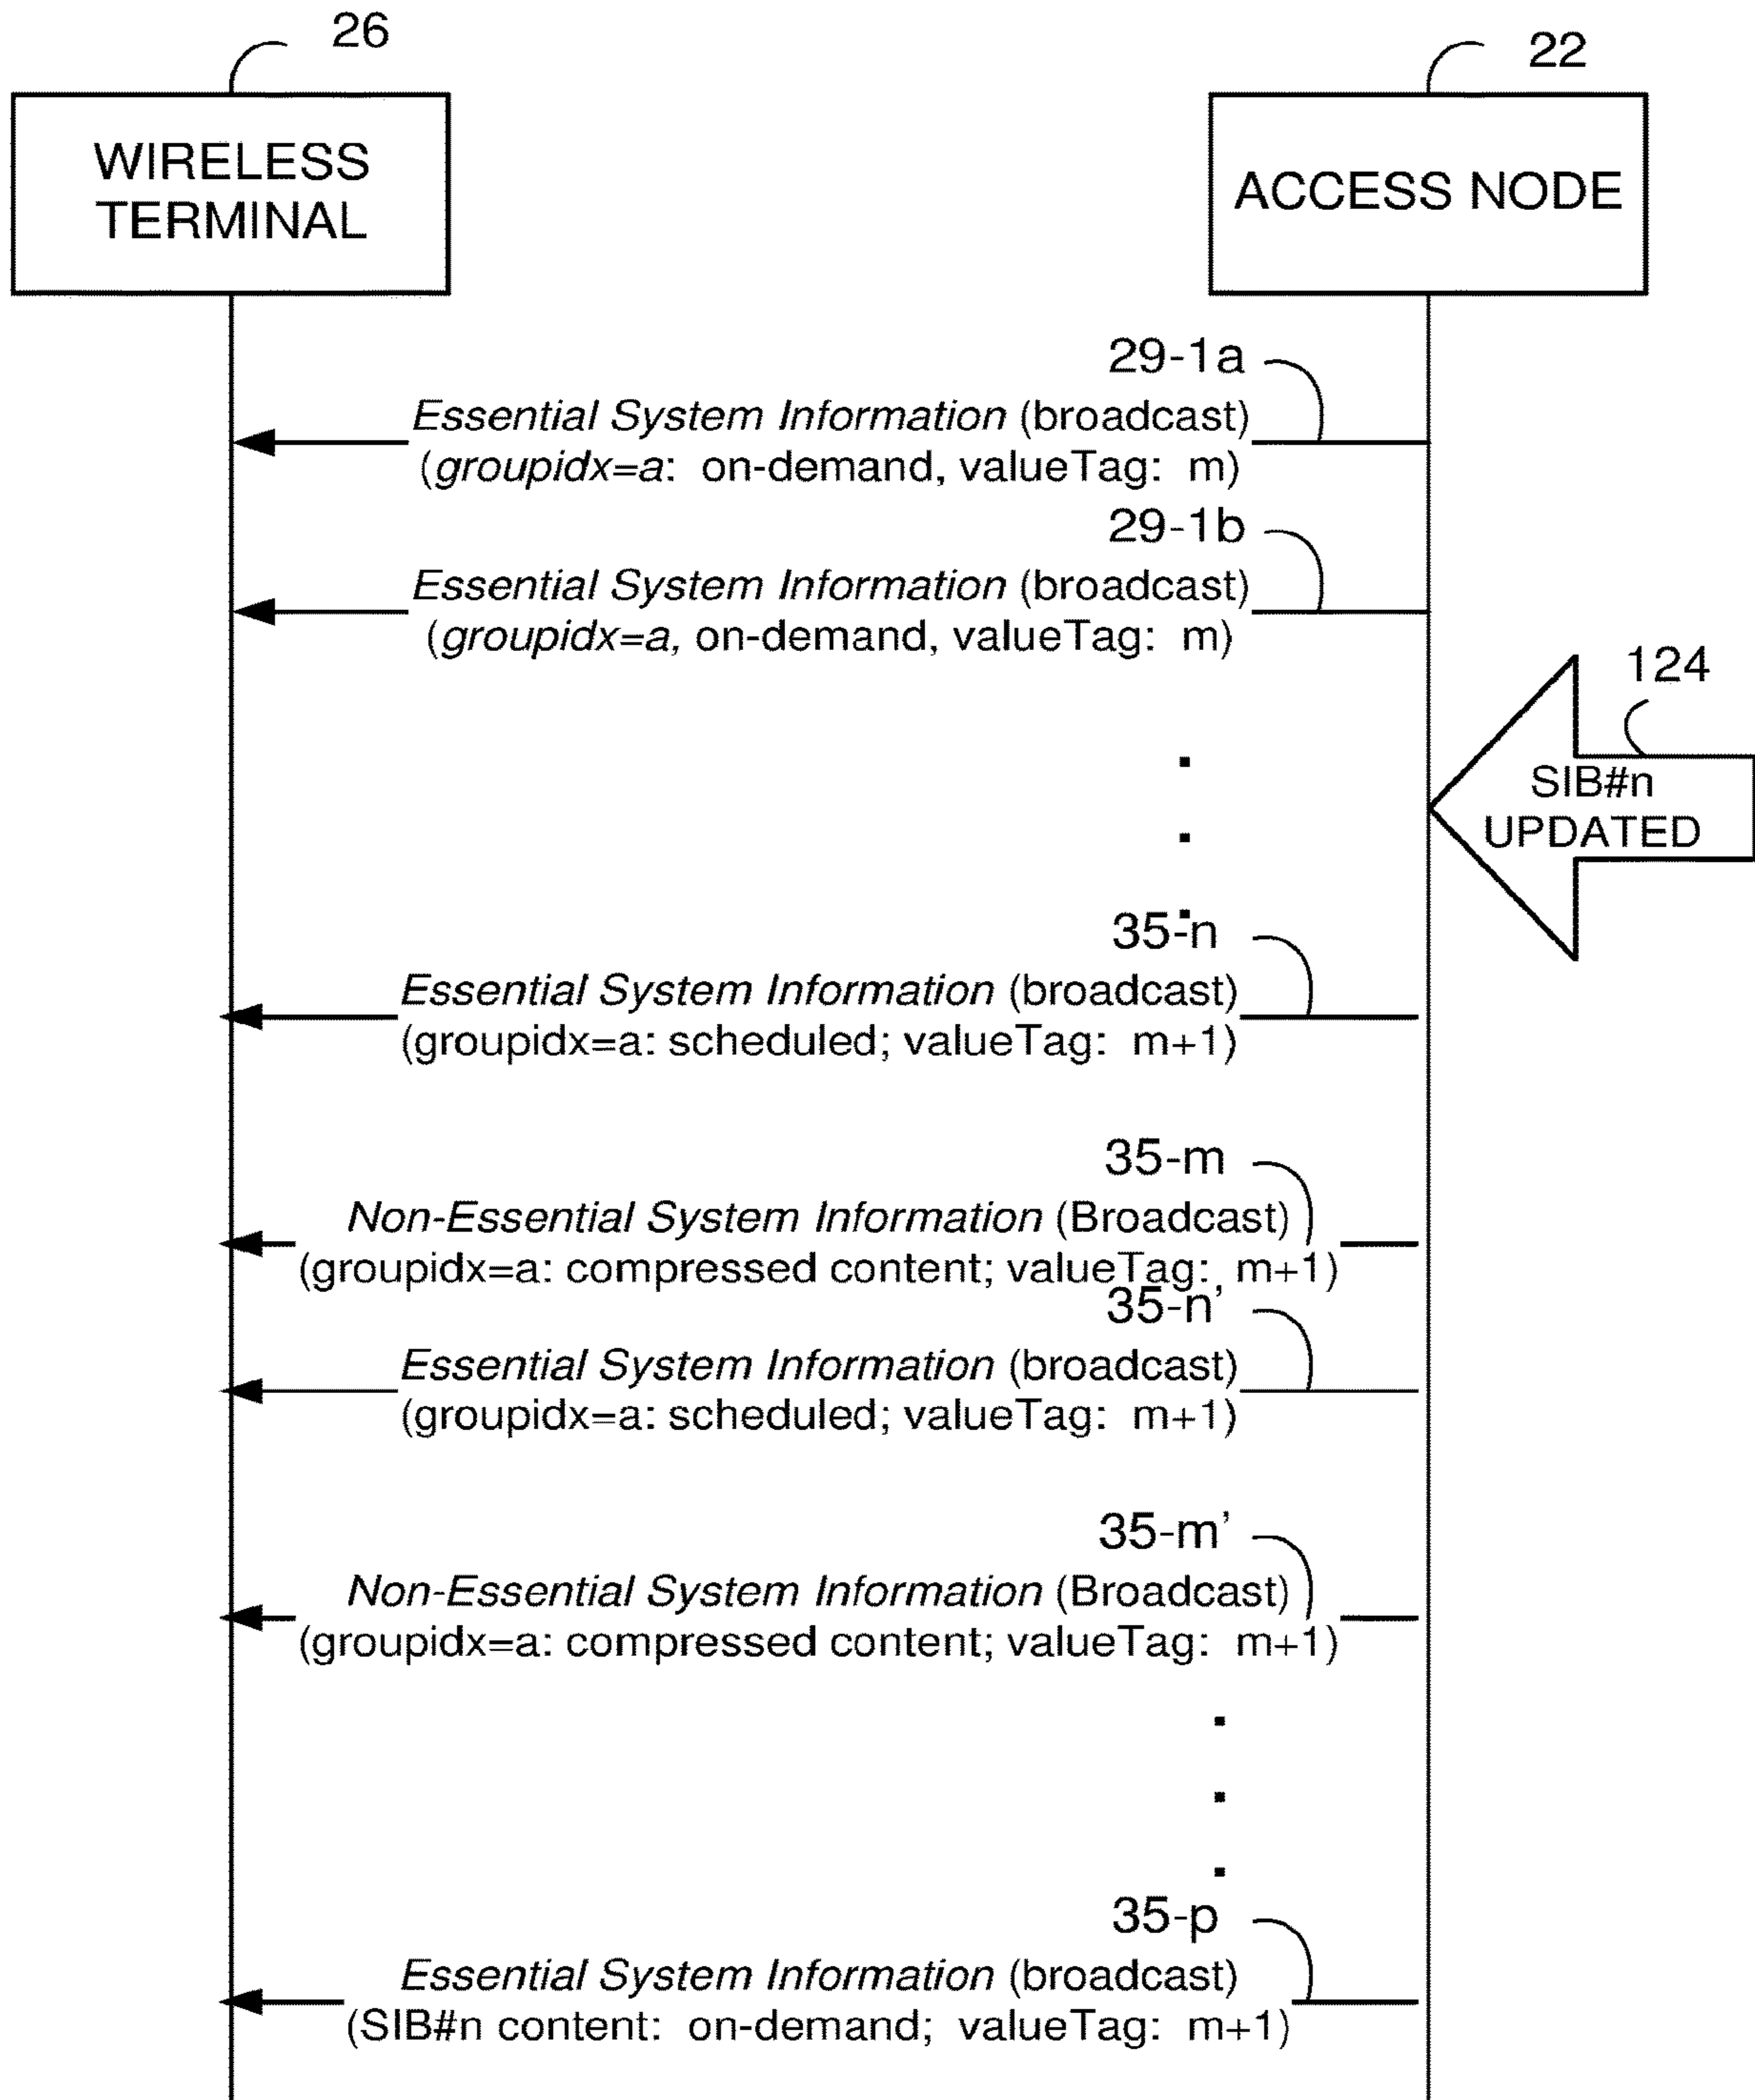 26
22
WIRELESS
TERMINAL
ACCESS NODE
29-1a
Essential System Information (broadcast)
(groupidx=a: on-demand, valueTag: m)
29-1b
Essential System Information (broadcast)
(groupidx=a, on-demand, valueTag: m)
124
SIB#n
UPDATED
35-n
Essential System Information (broadcast)
(groupidx=a: scheduled; valueTag: m+1)
35-m
Non-Essential System Information (Broadcast)
(groupidx=a: compressed content; valueTag: m+1)
35-n’
Essential System Information (broadcast)
(groupidx=a: scheduled; valueTag: m+1)
35-m’
Non-Essential System Information (Broadcast)
(groupidx=a: compressed content; valueTag: m+1)
35-p
Essential System Information (broadcast)
(SIB#n content: on-demand; valueTag: m+1)